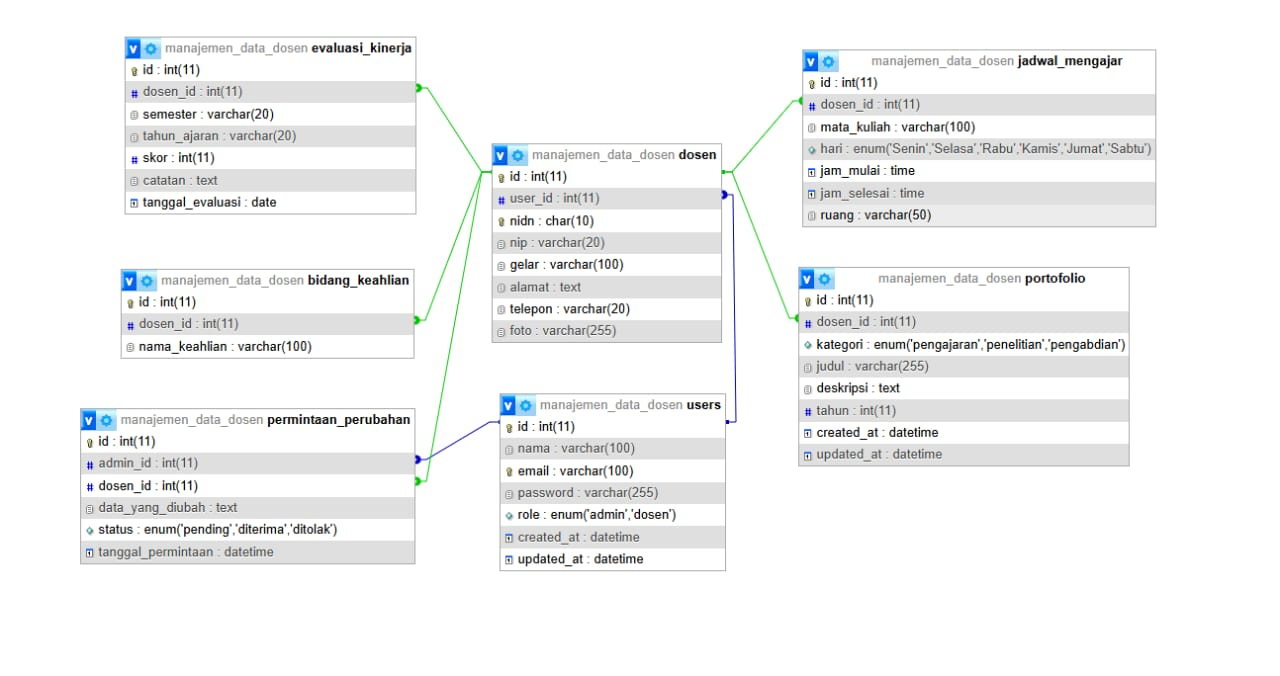 manajemen_data_dosen evaluasi_kinerja
id : int(11)
dosen_id : int(11)
semester : varchar(20)
tahun_ajaran : varchar(20)
skor : int(11)
catatan : text
tanggal_evaluasi : date
manajemen_data_dosen bidang_keahlian
id : int(11)
dosen_id : int(11)
nama_keahlian : varchar(100)
manajemen_data_dosen permintaan_perubahan
id : int(11)
admin_id : int(11)
dosen_id : int(11)
data_yang_diubah : text
status : enum('pending','diterima','ditolak')
tanggal_permintaan : datetime
manajemen_data_dosen dosen
id : int(11)
user_id : int(11)
nidn : char(10)
nip : varchar(20)
gelar : varchar(100)
alamat : text
telepon : varchar(20)
foto : varchar(255)
manajemen_data_dosen users
id : int(11)
nama : varchar(100)
email : varchar(100)
password : varchar(255)
role : enum('admin','dosen')
created_at : datetime
updated_at : datetime
manajemen_data_dosen jadwal_mengajar
id : int(11)
dosen_id : int(11)
mata_kuliah : varchar(100)
hari : enum('Senin','Selasa','Rabu','Kamis','Jumat','Sabtu')
jam_mulai : time
jam_selesai : time
ruang : varchar(50)
manajemen_data_dosen portofolio
id : int(11)
dosen_id : int(11)
kategori : enum('pengajaran','penelitian','pengabdian')
judul : varchar(255)
deskripsi : text
tahun : int(11)
created_at : datetime
updated_at : datetime